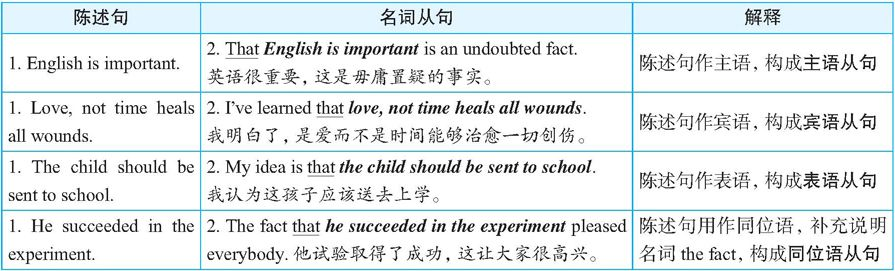 陈述句 名词从句 解释
1. English is important.
2. That English is important is an undoubted fact.
英语很重要，这是毋庸置疑的事实。
陈述句作主语，构成主语从句
1. Love, not time heals
all wounds.
2. I've learned that love, not time heals all wounds.
我明白了，是爱而不是时间能够治愈一切创伤。
陈述句作宾语，构成宾语从句
1. The child should be
sent to school.
2. My idea is that the child should be sent to school.
我认为这孩子应该送去上学。
陈述句作表语，构成表语从句
1. He succeeded in the
experiment.
2. The fact that he succeeded in the experiment pleased
everybody. 他试验取得了成功，这让大家很高兴。
陈述句用作同位语，补充说明
名词 the fact，构成同位语从句